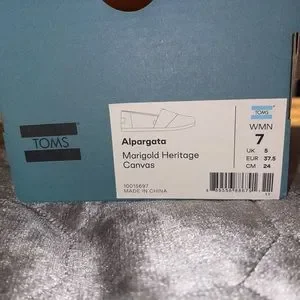 TOMS
TOMS
Alpargata
Marigold Heritage
Canvas
10015697
MADE IN CHINA
WMN
7
UK 5
EUR 37.5
CM 24
11